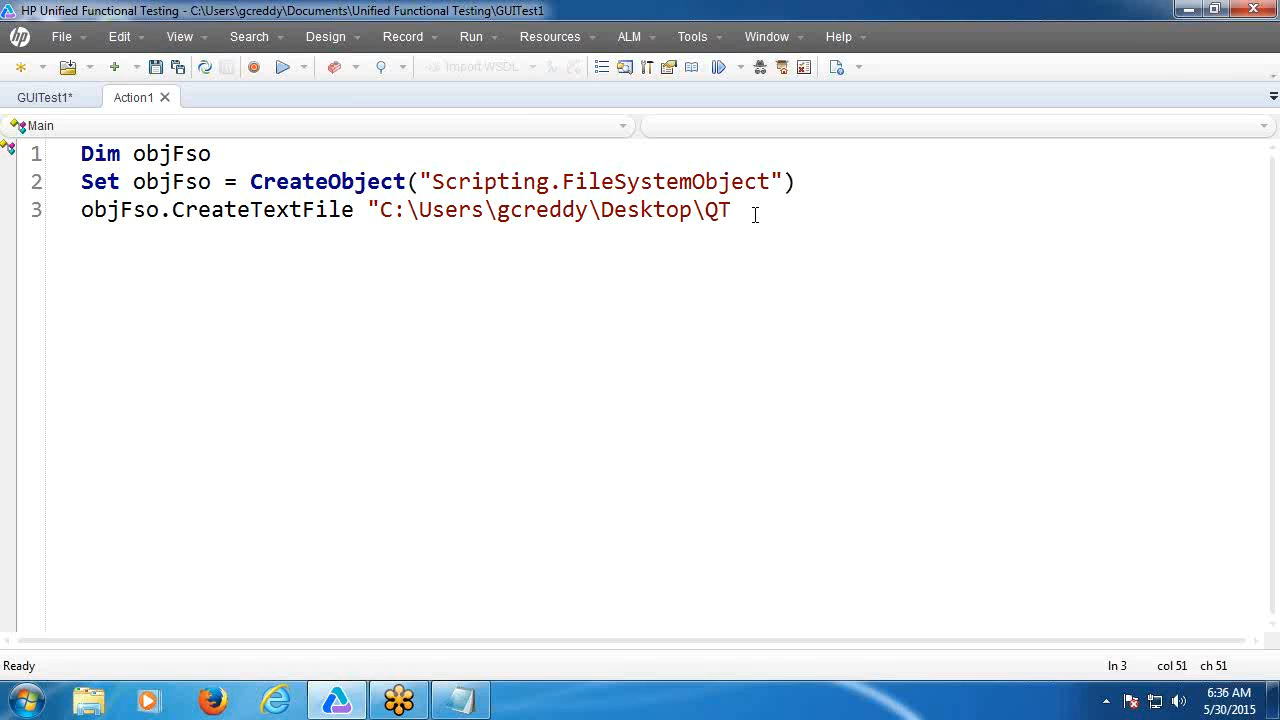 HP Unified Functional Testing - C:\Users\gcreddy\Documents\Unified Functional Testing\GUITest1
hp File Edit View Search Design Record Run Resources ALM Tools Window Help
Import WSDL
GUITest1* Action1
Main
1 Dim objFso
2 Set objFso = CreateObject("Scripting.FileSystemObject")
3 objFso.CreateTextFile "C:\Users\gcreddy\Desktop\QT
Ready ln 3 col 51 ch 51
6:36 AM
5/30/2015